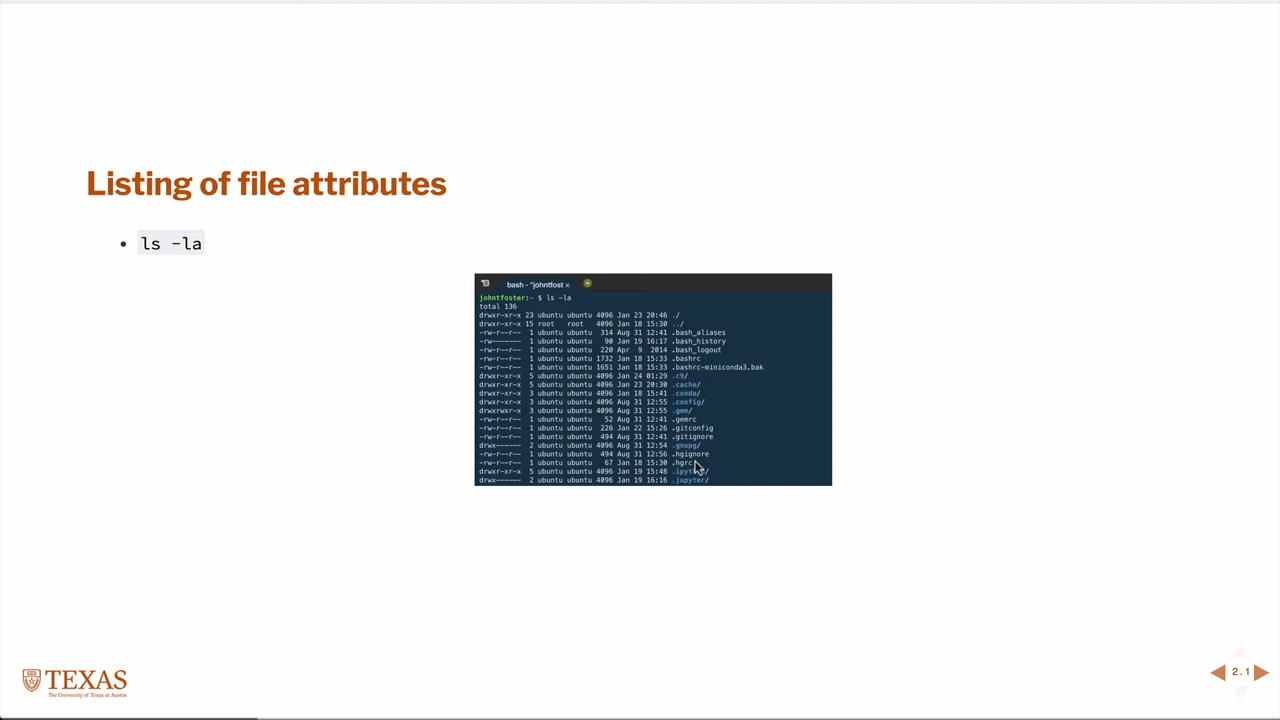 Listing of file attributes
• ls -la
bash - "johntfost ×
johntfoster:~ $ ls -la
total 136
drwxr-xr-x 23 ubuntu ubuntu 4096 Jan 23 20:46 ./
drwxr-xr-x 15 root   root   4096 Jan 18 15:30 ../
-rw-r--r--  1 ubuntu ubuntu  314 Aug 31 12:41 .bash_aliases
-rw-------  1 ubuntu ubuntu   90 Jan 19 16:17 .bash_history
-rw-r--r--  1 ubuntu ubuntu  220 Apr  9  2014 .bash_logout
-rw-r--r--  1 ubuntu ubuntu 1732 Jan 18 15:33 .bashrc
-rw-r--r--  1 ubuntu ubuntu 1651 Jan 18 15:33 .bashrc-miniconda3.bak
drwxr-xr-x  5 ubuntu ubuntu 4096 Jan 24 01:29 .c9/
drwxr-xr-x  5 ubuntu ubuntu 4096 Jan 23 20:30 .cache/
drwxr-xr-x  3 ubuntu ubuntu 4096 Jan 18 15:41 .conda/
drwxr-xr-x  3 ubuntu ubuntu 4096 Aug 31 12:55 .config/
drwxrwxr-x  3 ubuntu ubuntu 4096 Aug 31 12:55 .gem/
-rw-r--r--  1 ubuntu ubuntu   52 Aug 31 12:41 .gemrc
-rw-r--r--  1 ubuntu ubuntu  226 Jan 22 15:26 .gitconfig
-rw-r--r--  1 ubuntu ubuntu  494 Aug 31 12:41 .gitignore
drwx------  2 ubuntu ubuntu 4096 Aug 31 12:54 .gnupg/
-rw-r--r--  1 ubuntu ubuntu  494 Aug 31 12:56 .hgignore
-rw-r--r--  1 ubuntu ubuntu   67 Jan 18 15:30 .hgrc
drwxr-xr-x  5 ubuntu ubuntu 4096 Jan 19 15:48
drwx------  2 ubuntu ubuntu 4096 Jan 19 16:16 .jupyter/
TEXAS
The University of Texas at Austin
2.1